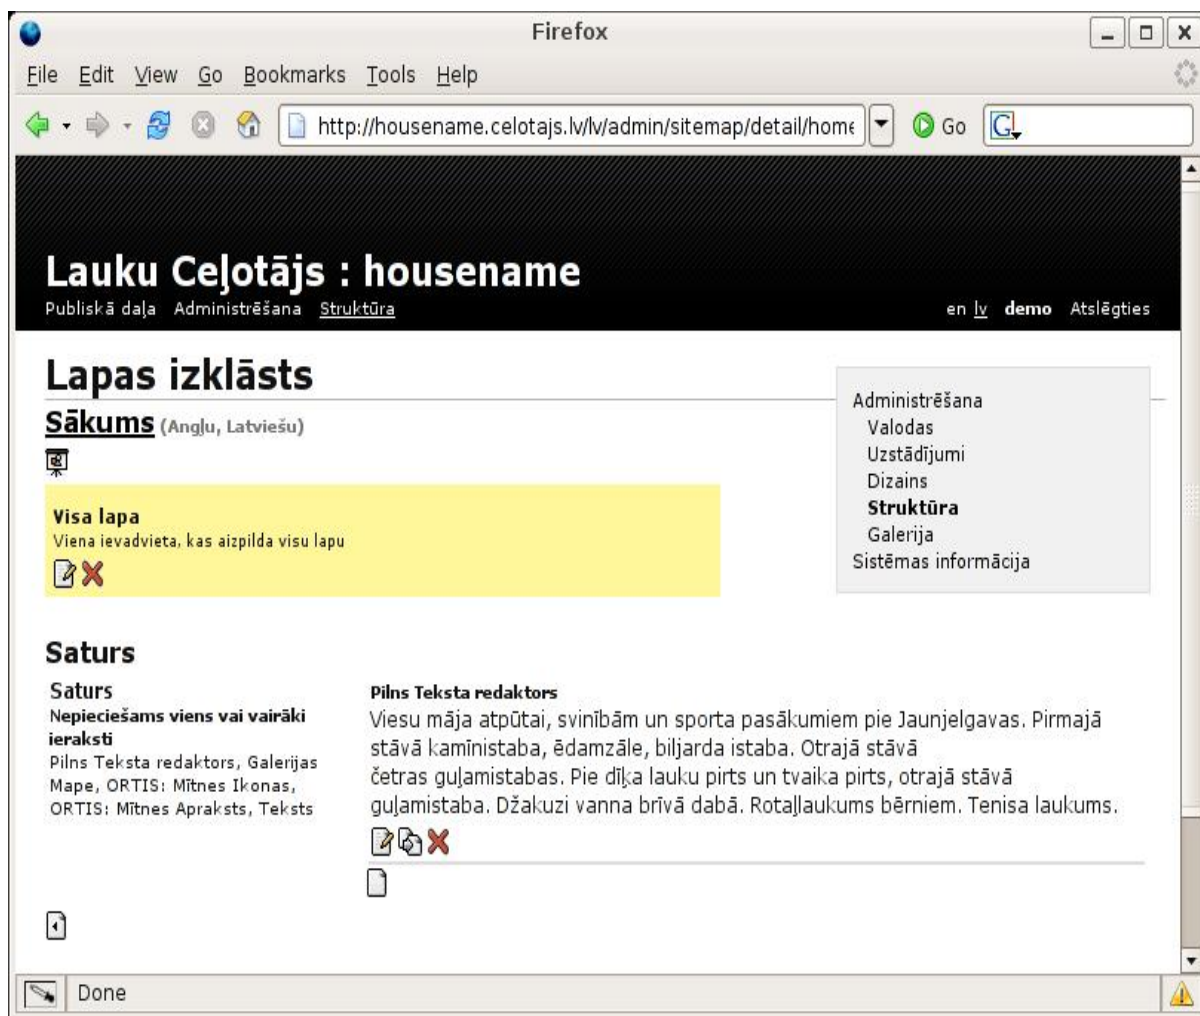 Firefox
File Edit View Go Bookmarks Tools Help
http://housename.celotajs.lv/lv/admin/sitemap/detail/home Go G
Lauku Ceļotājs : housename
Publiskā daļa Administrēšana Struktūra en lv demo Atslēgties
Lapas izklāsts
Sākums (Angļu, Latviešu)
Visa lapa
Viena ievadvieta, kas aizpilda visu lapu
Administrēšana
Valodas
Uzstādījumi
Dizains
Struktūra
Galerija
Sistēmas informācija
Saturs
Saturs
Nepieciešams viens vai vairāki
ieraksti
Pilns Teksta redaktors, Galerijas
Mape, ORTIS: Mītnes Ikonas,
ORTIS: Mītnes Apraksts, Teksts
Pilns Teksta redaktors
Viesu māja atpūtai, svinībām un sporta pasākumiem pie Jaunjelgavas. Pirmajā
stāvā kamīnistaba, ēdamzāle, biljarda istaba. Otrajā stāvā
četras guļamistabas. Pie dīķa lauku pirts un tvaika pirts, otrajā stāvā
guļamistaba. Džakuzi vanna brīvā dabā. Rotaļlaukums bērniem. Tenisa laukums.
Done